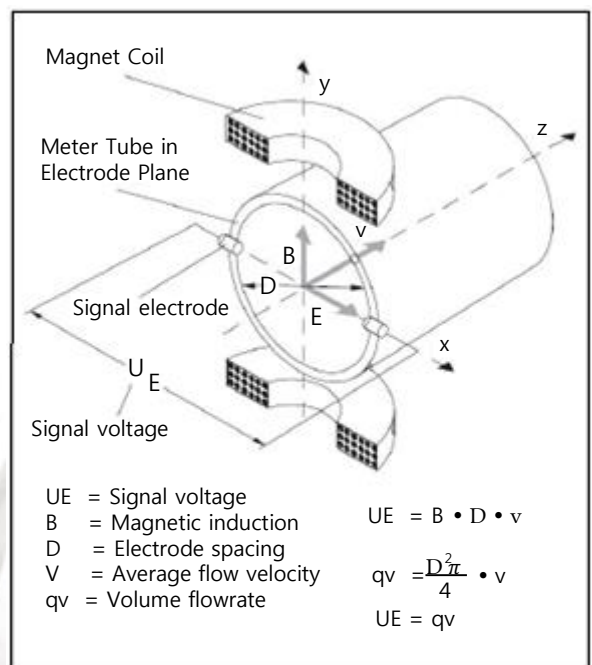 Magnet Coil
y
z
Meter Tube in
Electrode Plane
v
B
D
E
Signal electrode
x
U E
Signal voltage
UE = Signal voltage
B = Magnetic induction
D = Electrode spacing
V = Average flow velocity
qv = Volume flowrate
UE = B • D • v
qv = D²π / 4 • v
UE = qv